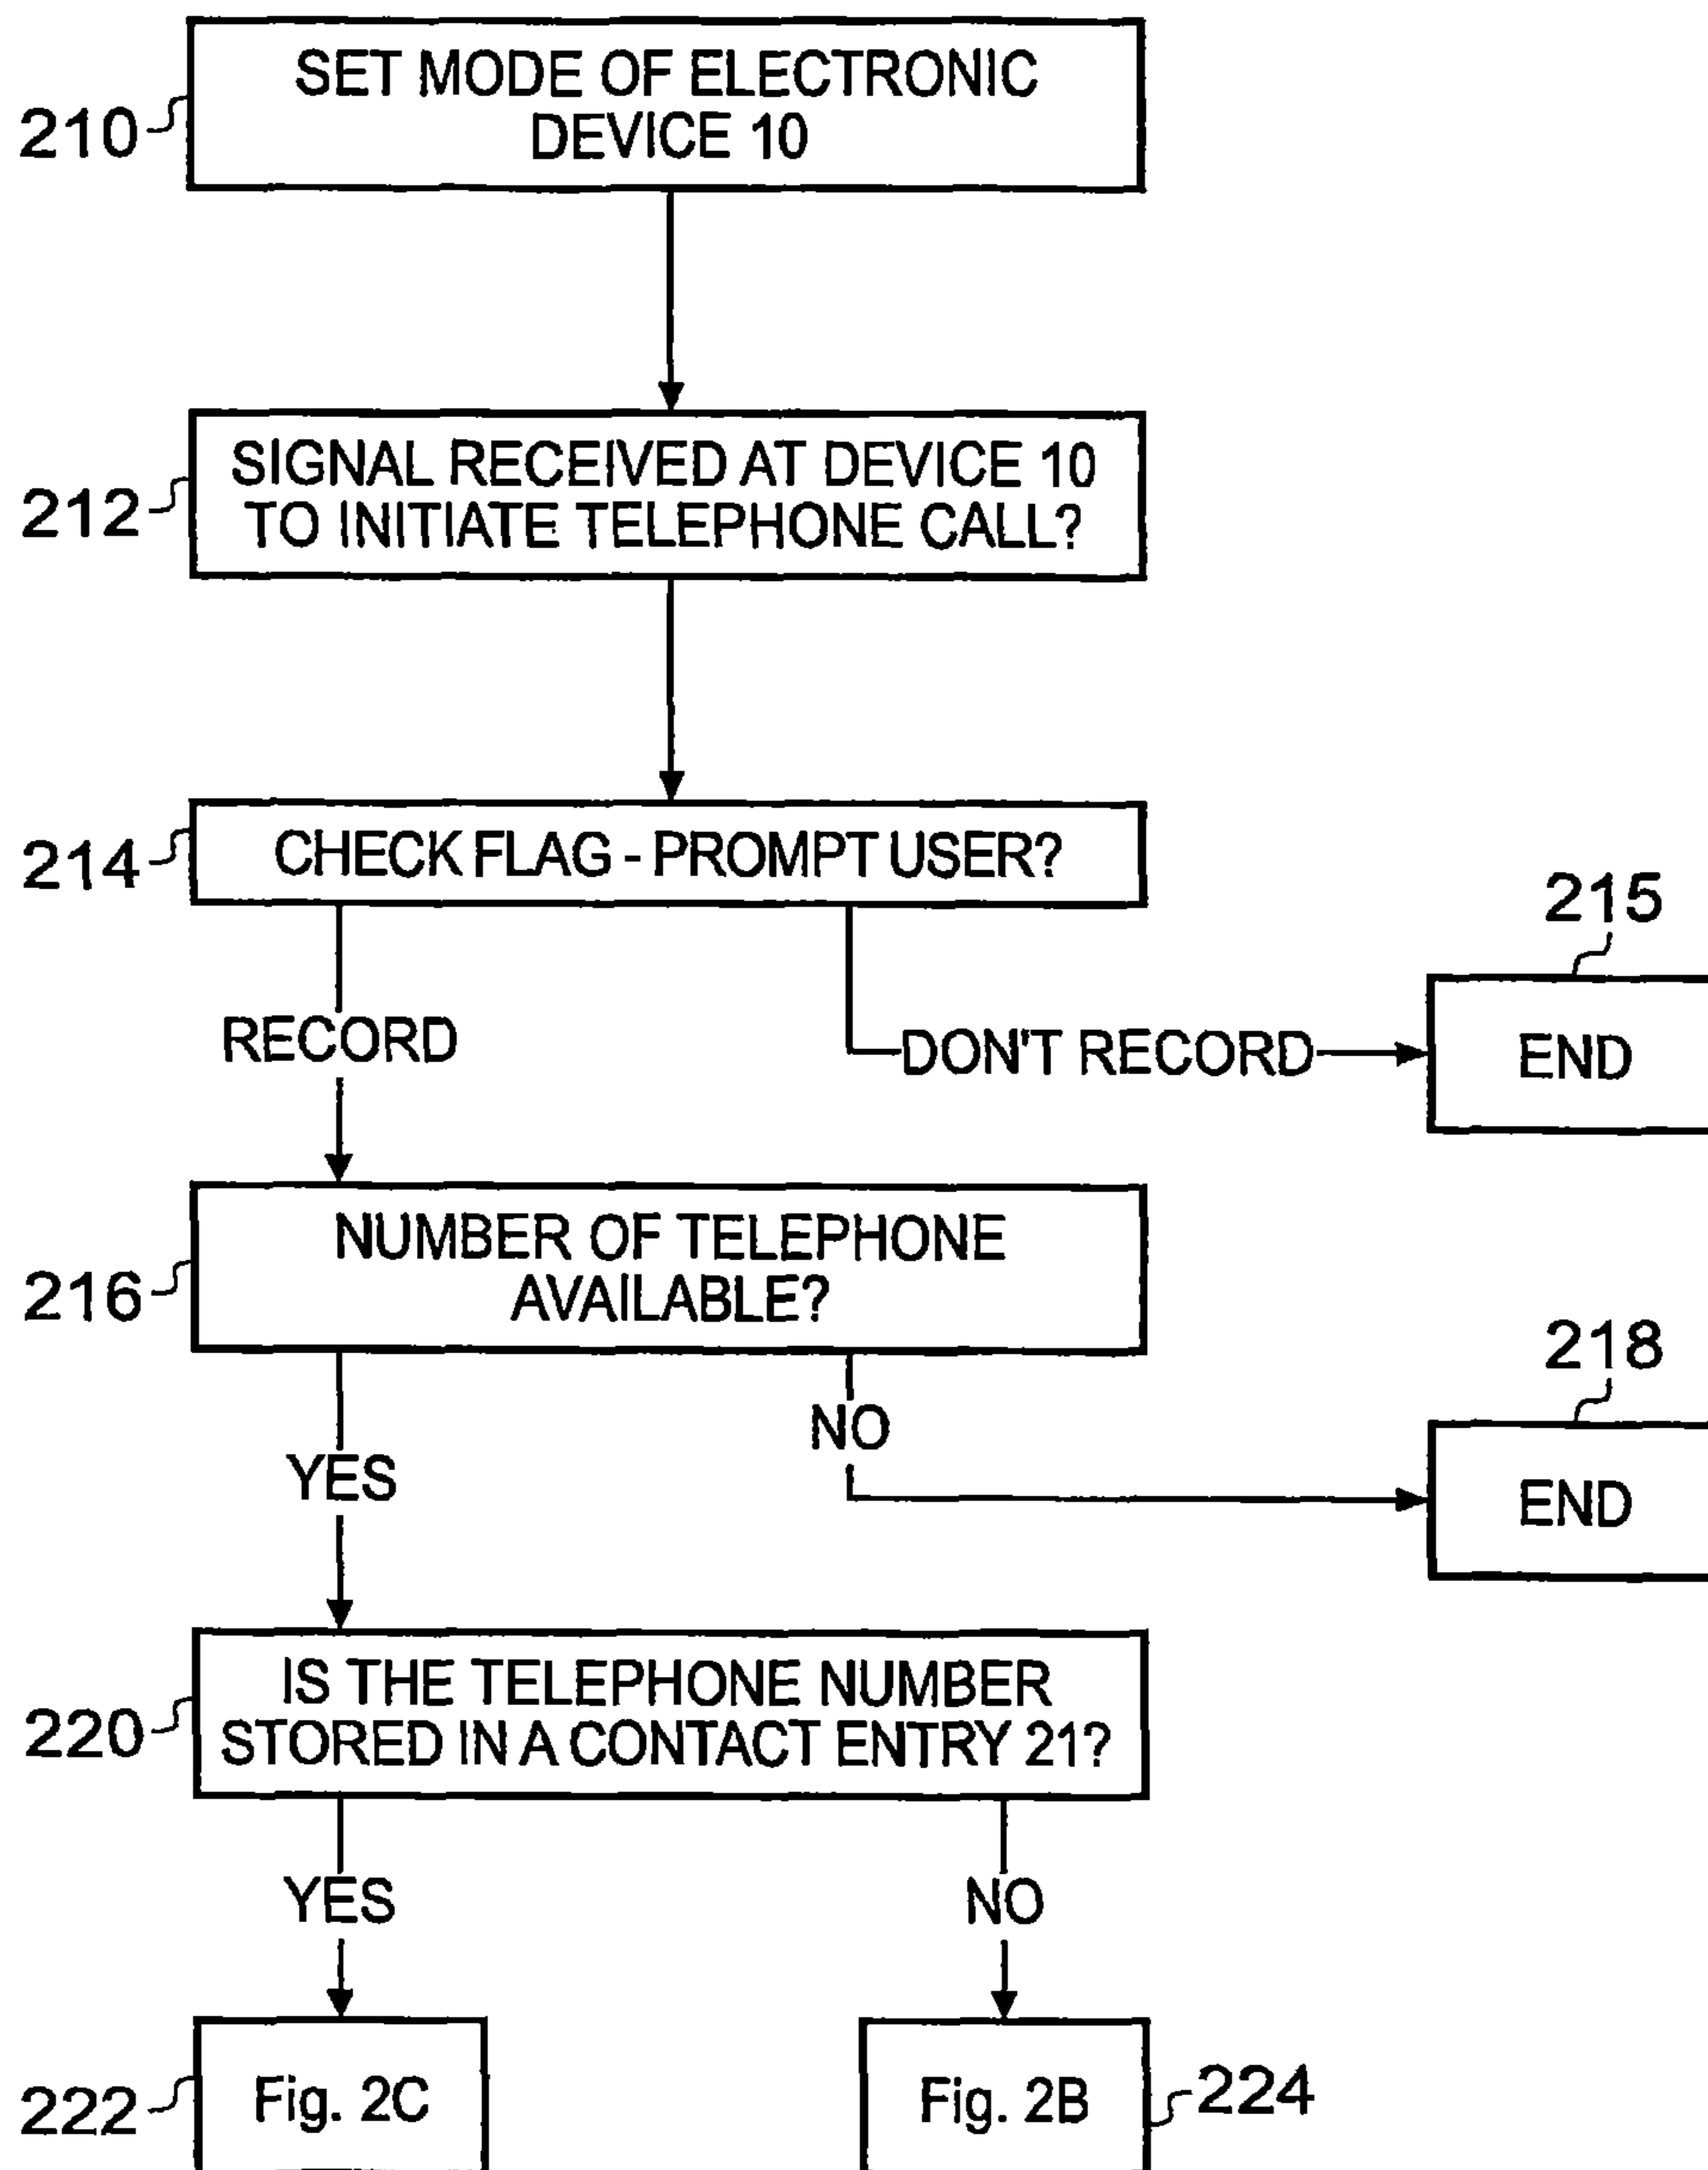 SET MODE OF ELECTRONIC
DEVICE 10
210
SIGNAL RECEIVED AT DEVICE 10
TO INITIATE TELEPHONE CALL?
212
CHECK FLAG - PROMPT USER?
214
215
RECORD
DON'T RECORD
END
NUMBER OF TELEPHONE
AVAILABLE?
216
218
NO
YES
END
IS THE TELEPHONE NUMBER
STORED IN A CONTACT ENTRY 21?
220
YES
NO
222
Fig. 2C
Fig. 2B
224